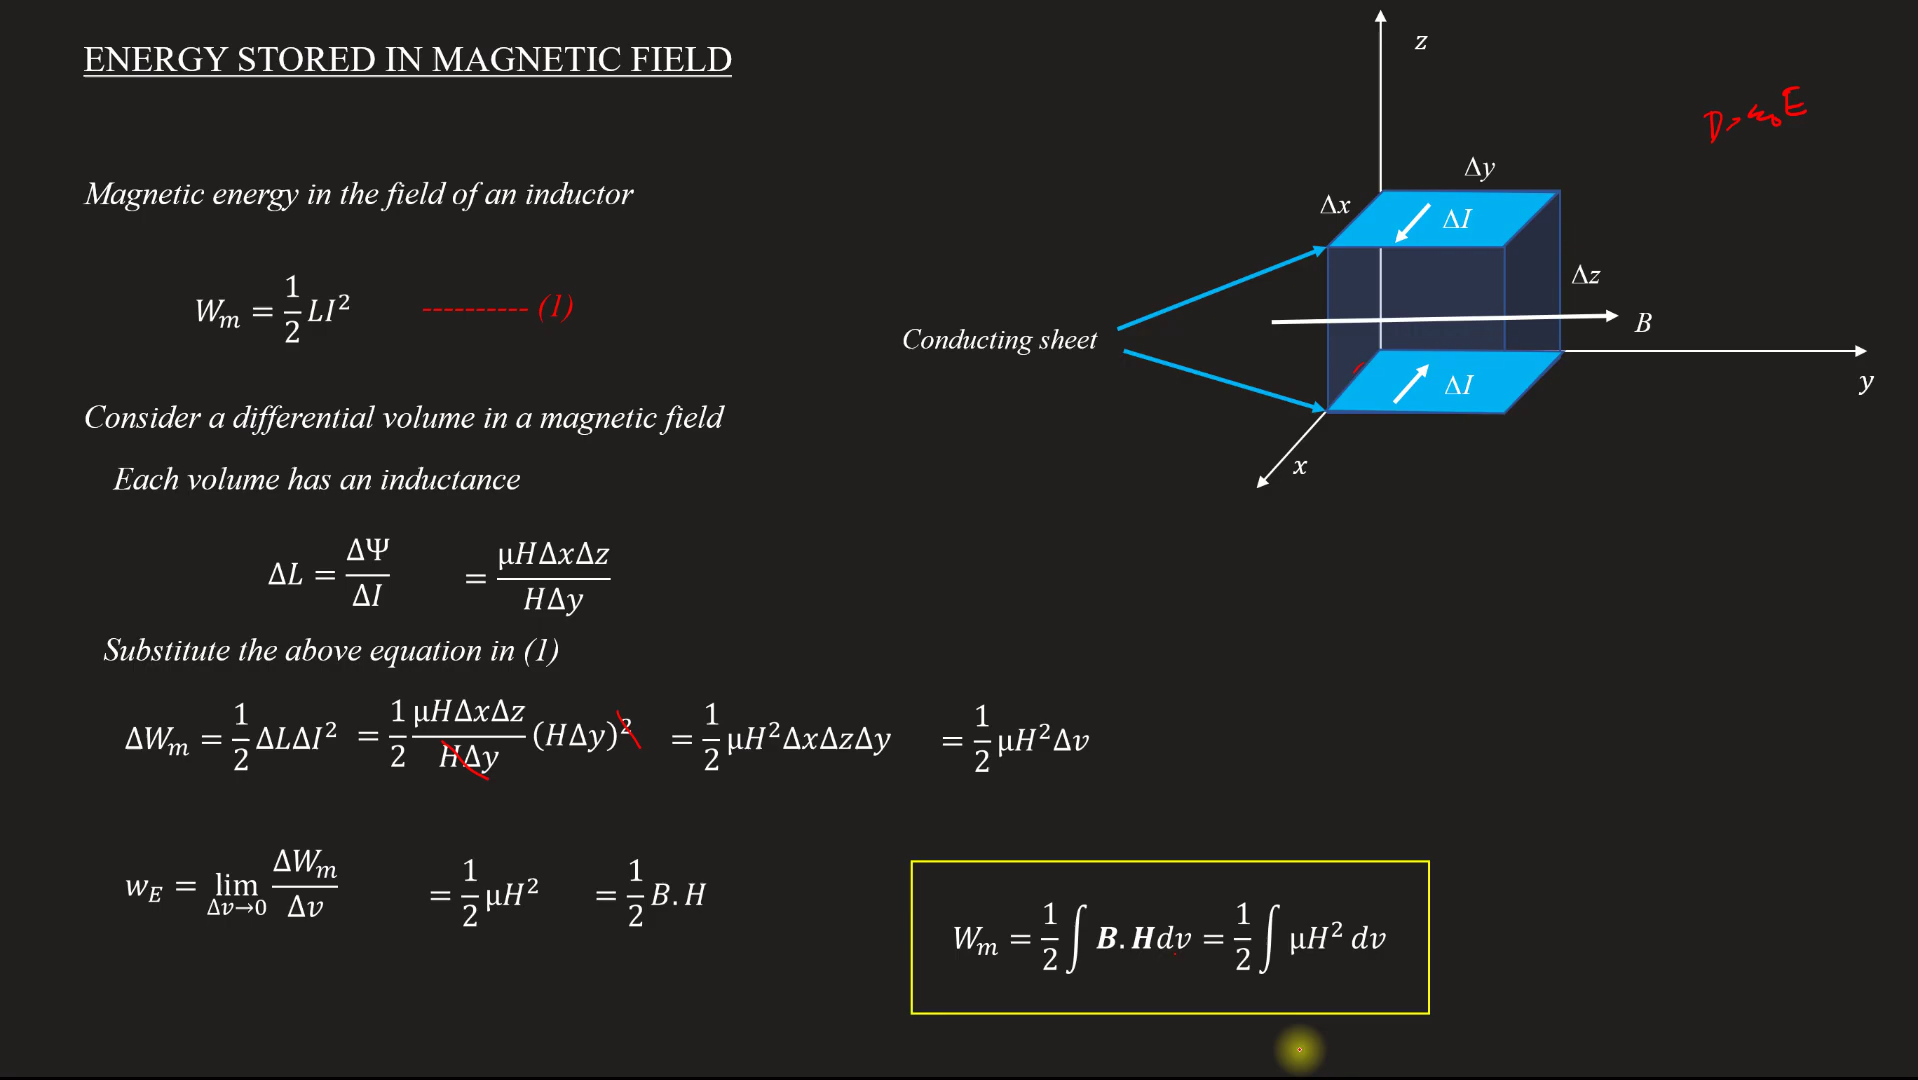 ENERGY STORED IN MAGNETIC FIELD
z
Δy
Δx
ΔI
Δz
B
Conducting sheet
ΔI
y
x
Magnetic energy in the field of an inductor
W_m = 1/2 LI² ---------- (1)
Consider a differential volume in a magnetic field
Each volume has an inductance
ΔL = ΔΨ/ΔI = μHΔxΔz/HΔy
Substitute the above equation in (1)
ΔW_m = 1/2 ΔLΔI² = 1/2 μHΔxΔz/HΔy (HΔy)² = 1/2 μH²ΔxΔzΔy = 1/2 μH²Δv
w_E = lim_{Δv→0} ΔW_m/Δv = 1/2 μH² = 1/2 B.H
W_m = 1/2 ∫ B.Hdv = 1/2 ∫ μH² dv